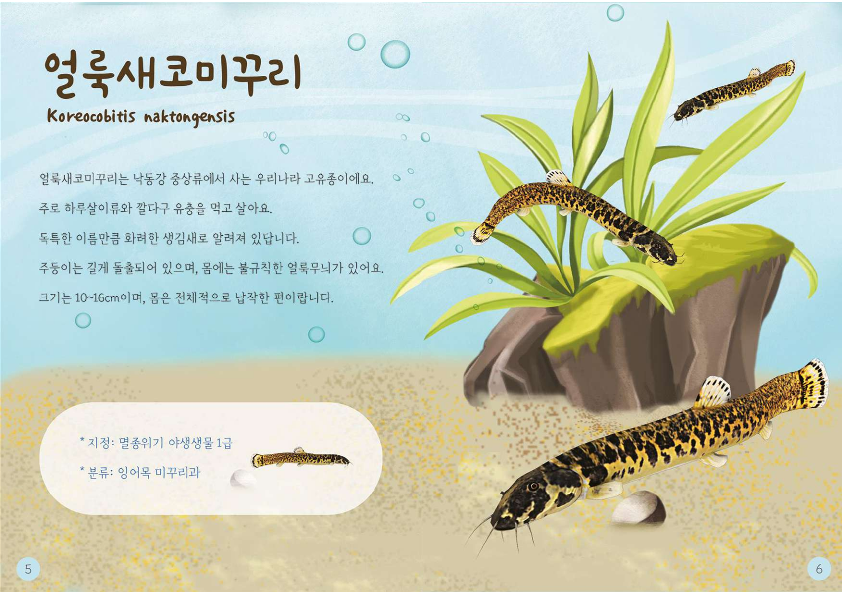 얼룩새코미꾸리
Koreocobitis naktongensis
얼룩새코미꾸리는 낙동강 중상류에서 사는 우리나라 고유종이에요.
주로 하루살이류와 깔다구 유충을 먹고 살아요.
독특한 이름만큼 화려한 생김새로 알려져 있답니다.
주둥이는 길게 돌출되어 있으며, 몸에는 불규칙한 얼룩무늬가 있어요.
크기는 10~16cm이며, 몸은 전체적으로 납작한 편이랍니다.
* 지정: 멸종위기 야생생물 1급
* 분류: 잉어목 미꾸리과
5
6